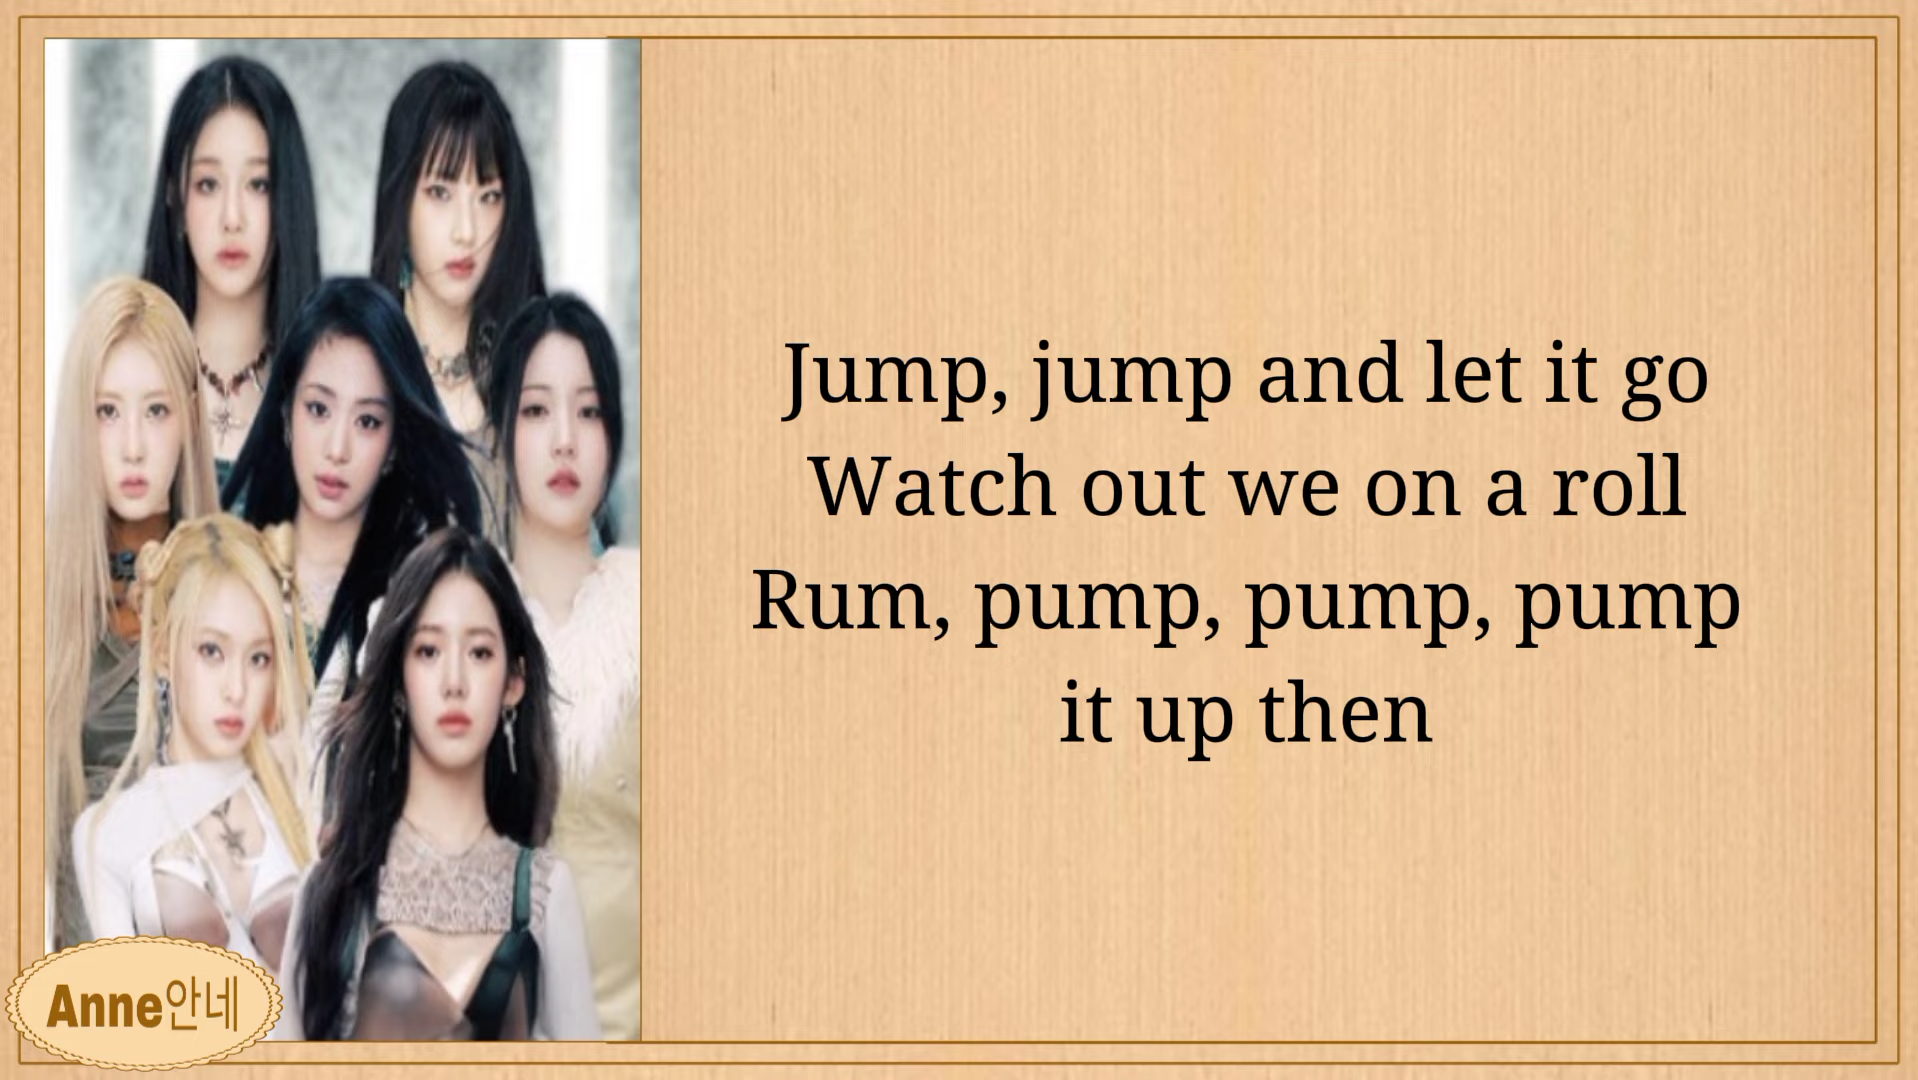 Jump, jump and let it go
Watch out we on a roll
Rum, pump, pump, pump
it up then
Anne안네